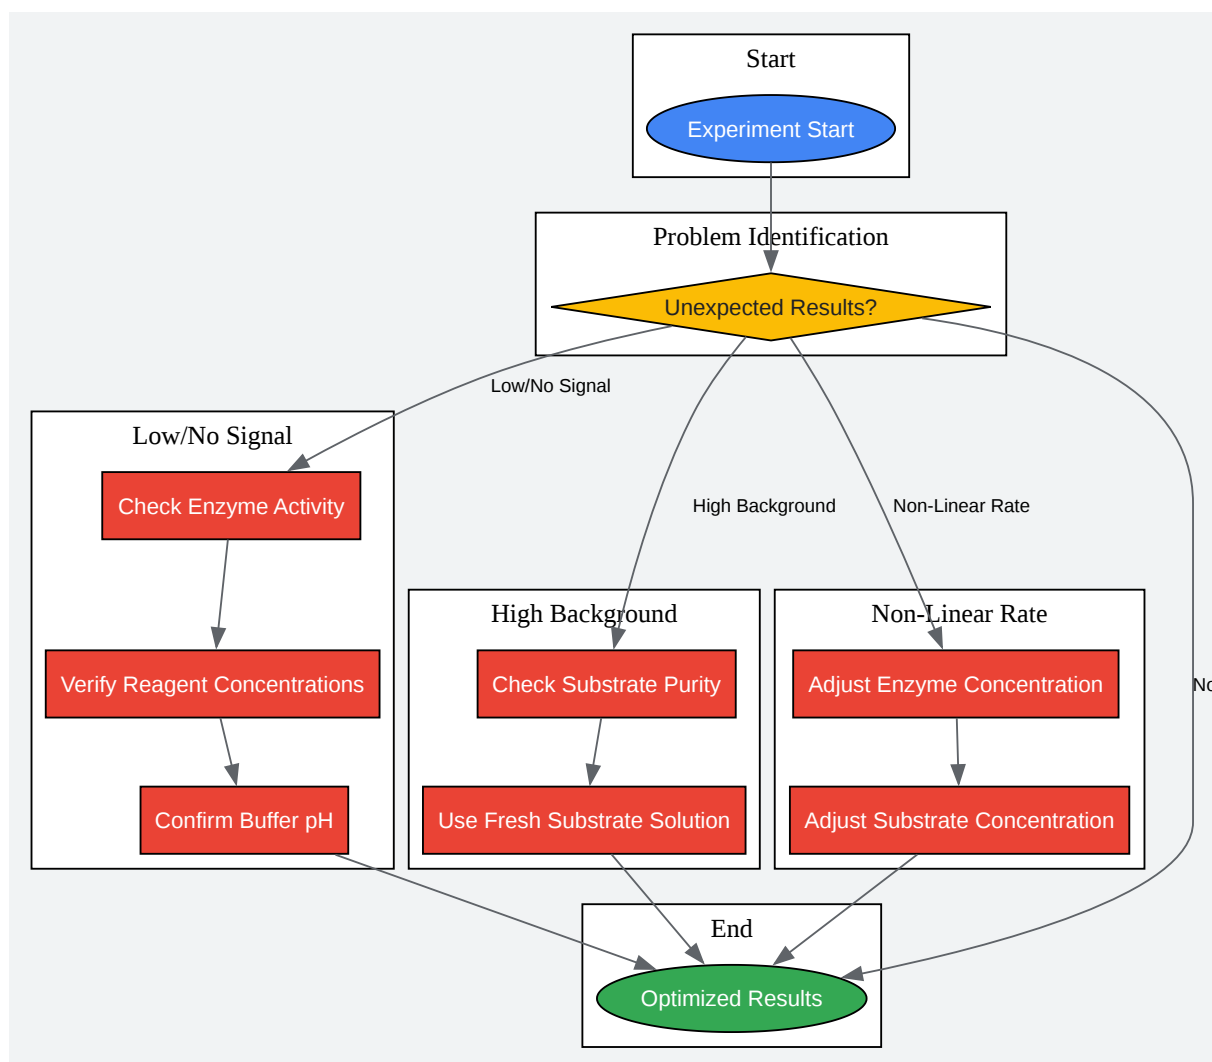 Start
Experiment Start
Problem Identification
Unexpected Results?
Low/No Signal
Low/No Signal
Check Enzyme Activity
High Background
Non-Linear Rate
High Background
Non-Linear Rate
Verify Reagent Concentrations
Check Substrate Purity
Adjust Enzyme Concentration
No
Confirm Buffer pH
Use Fresh Substrate Solution
Adjust Substrate Concentration
End
Optimized Results